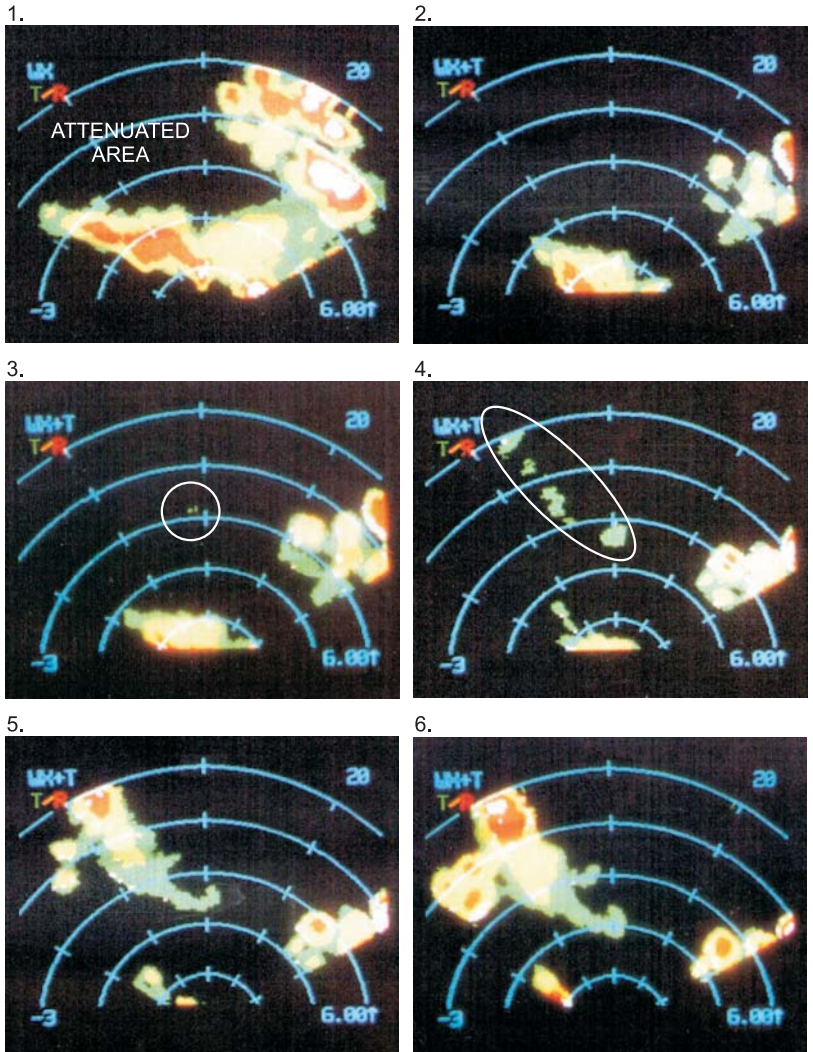 1.
WX 20
T/R
ATTENUATED
AREA
-3 6.00↑
2.
WX+T 20
T/R
-3 6.00↑
3.
WX+T 20
T/R
-3 6.00↑
4.
WX+T 20
T/R
-3 6.00↑
5.
WX+T 20
T/R
-3 6.00↑
6.
WX+T 20
T/R
-3 6.00↑